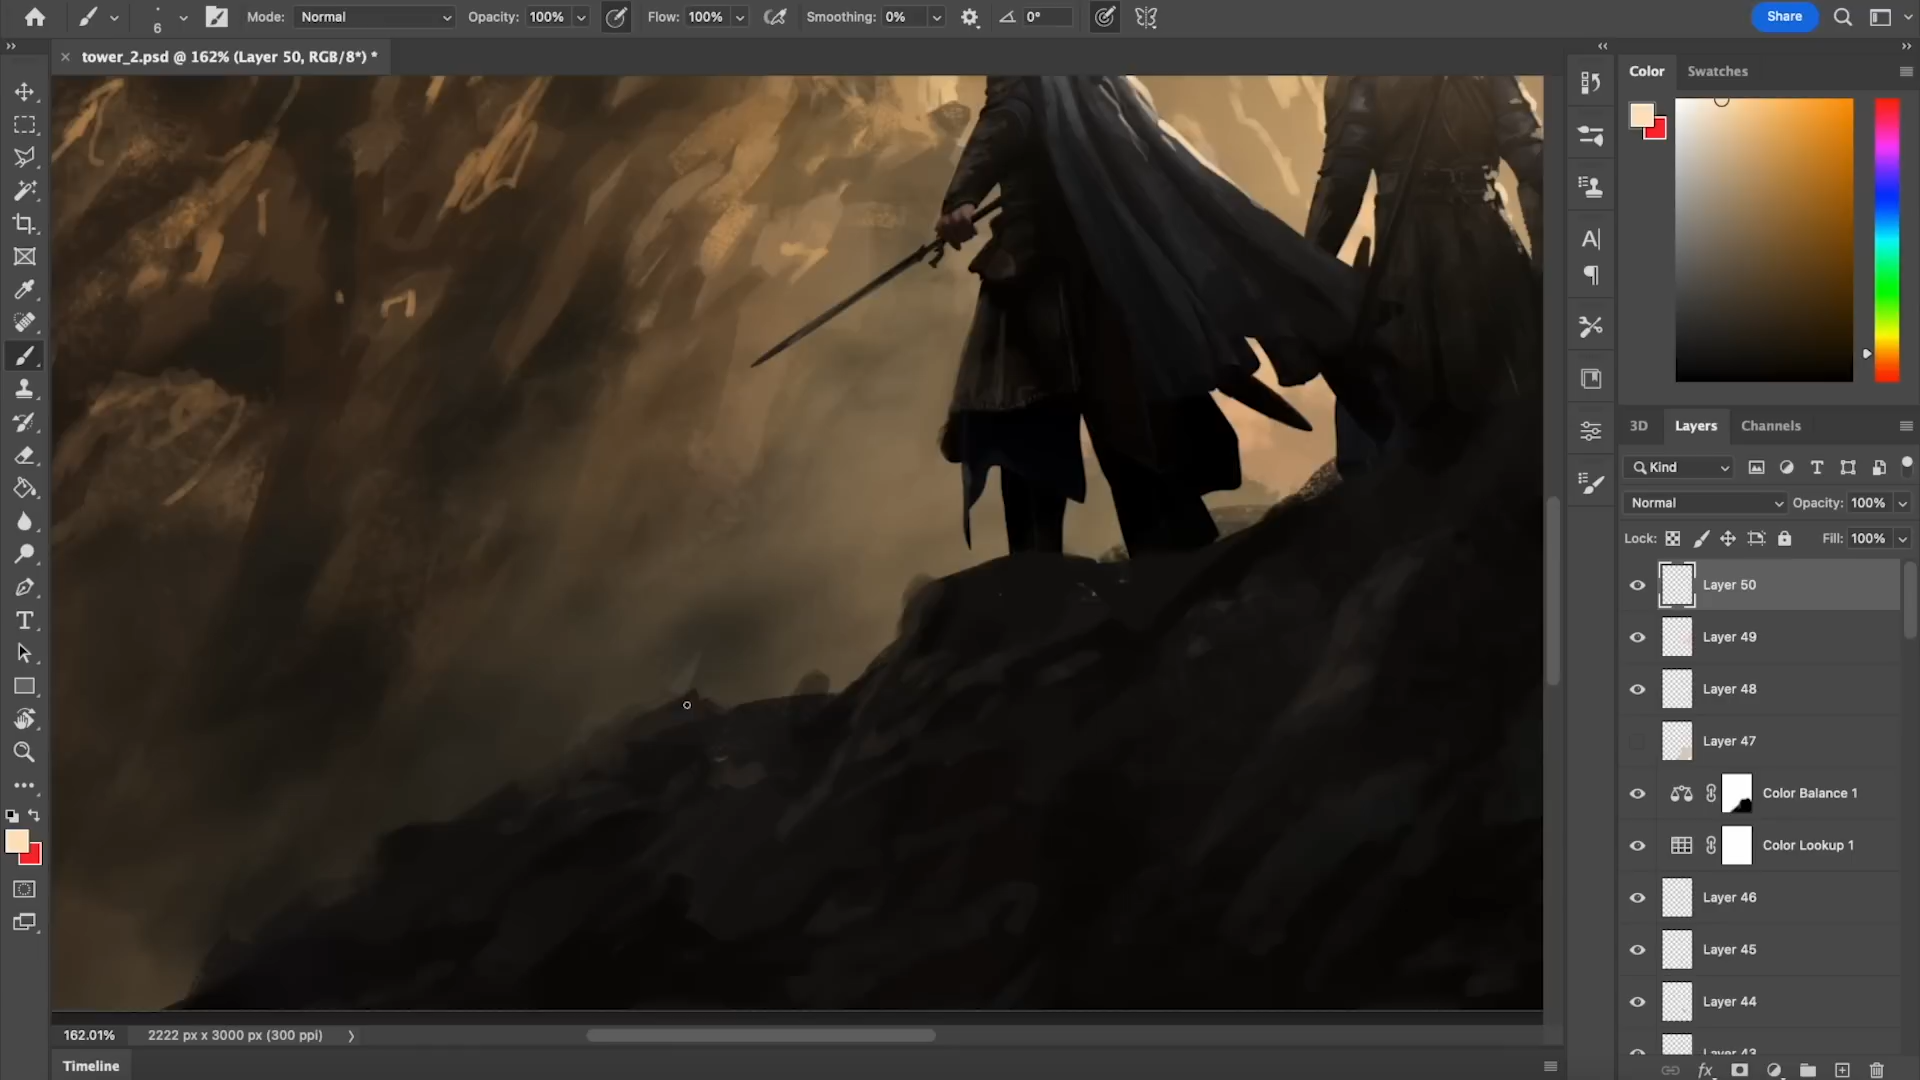 6
Mode: Normal
Opacity: 100%
Flow: 100%
Smoothing: 0%
0°
Share
tower_2.psd @ 162% (Layer 50, RGB/8*) *
Color
Swatches
3D
Layers
Channels
Kind
Normal
Opacity: 100%
Lock:
Fill: 100%
Layer 50
Layer 49
Layer 48
Layer 47
Color Balance 1
Color Lookup 1
Layer 46
Layer 45
Layer 44
Layer 43
fx
162.01%
2222 px x 3000 px (300 ppi)
Timeline